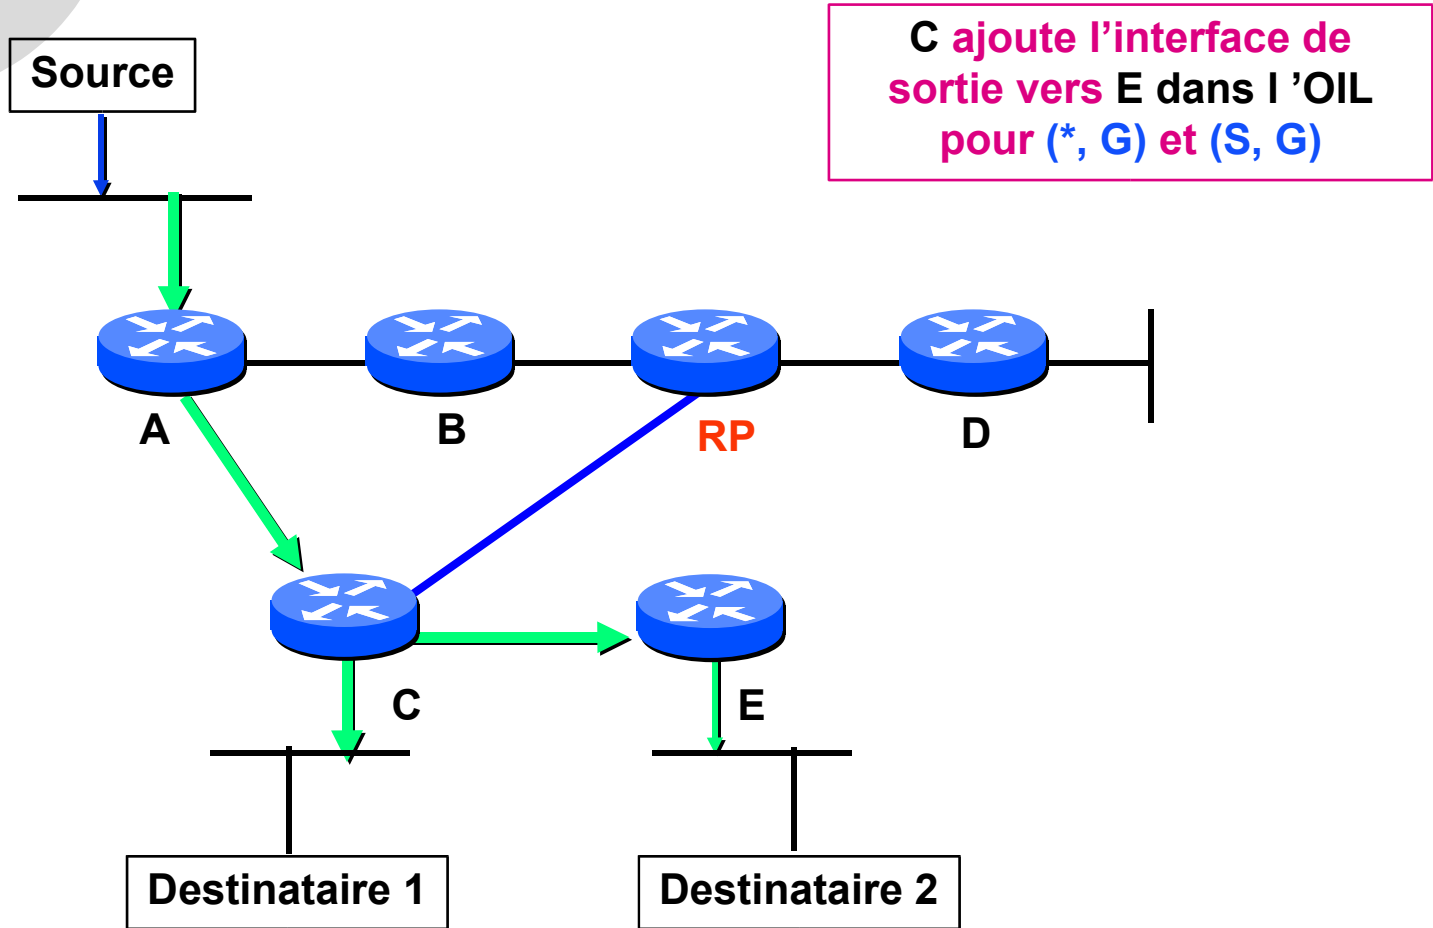 Source
C ajoute l’interface de
sortie vers E dans l ’OIL
pour (*, G) et (S, G)
A
B
RP
D
C
E
Destinataire 1
Destinataire 2